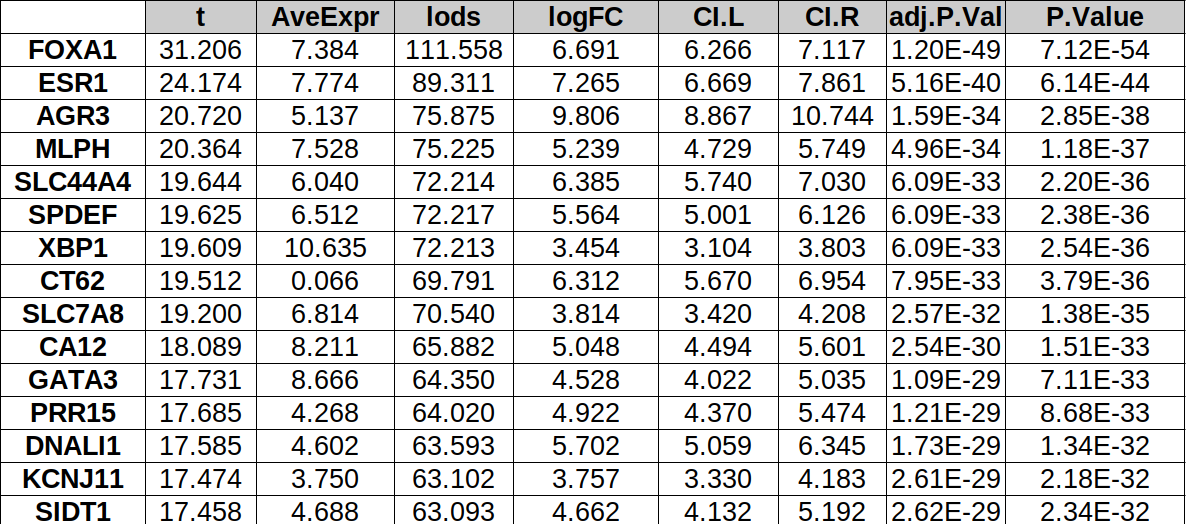 t AveExpr lods logFC CI.L CI.R adj.P.Val P.Value
FOXA1 31.206 7.384 111.558 6.691 6.266 7.117 1.20E-49 7.12E-54
ESR1 24.174 7.774 89.311 7.265 6.669 7.861 5.16E-40 6.14E-44
AGR3 20.720 5.137 75.875 9.806 8.867 10.744 1.59E-34 2.85E-38
MLPH 20.364 7.528 75.225 5.239 4.729 5.749 4.96E-34 1.18E-37
SLC44A4 19.644 6.040 72.214 6.385 5.740 7.030 6.09E-33 2.20E-36
SPDEF 19.625 6.512 72.217 5.564 5.001 6.126 6.09E-33 2.38E-36
XBP1 19.609 10.635 72.213 3.454 3.104 3.803 6.09E-33 2.54E-36
CT62 19.512 0.066 69.791 6.312 5.670 6.954 7.95E-33 3.79E-36
SLC7A8 19.200 6.814 70.540 3.814 3.420 4.208 2.57E-32 1.38E-35
CA12 18.089 8.211 65.882 5.048 4.494 5.601 2.54E-30 1.51E-33
GATA3 17.731 8.666 64.350 4.528 4.022 5.035 1.09E-29 7.11E-33
PRR15 17.685 4.268 64.020 4.922 4.370 5.474 1.21E-29 8.68E-33
DNALI1 17.585 4.602 63.593 5.702 5.059 6.345 1.73E-29 1.34E-32
KCNJ11 17.474 3.750 63.102 3.757 3.330 4.183 2.61E-29 2.18E-32
SIDT1 17.458 4.688 63.093 4.662 4.132 5.192 2.62E-29 2.34E-32